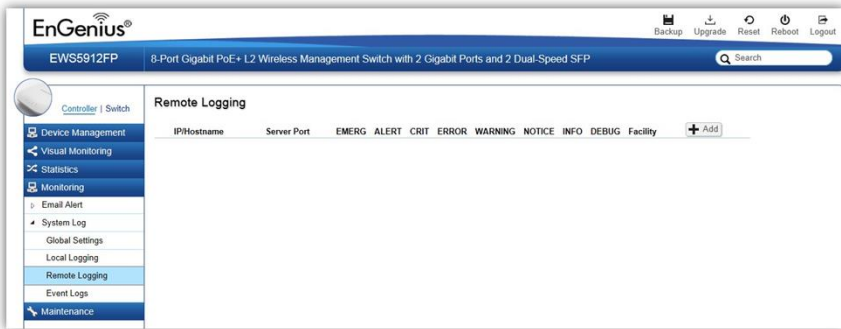 EnGenius®
Backup Upgrade Reset Reboot Logout
EWS5912FP
8-Port Gigabit PoE+ L2 Wireless Management Switch with 2 Gigabit Ports and 2 Dual-Speed SFP
Search
Controller | Switch
Remote Logging
IP/Hostname Server Port EMERG ALERT CRIT ERROR WARNING NOTICE INFO DEBUG Facility Add
Device Management
Visual Monitoring
Statistics
Monitoring
Email Alert
System Log
Global Settings
Local Logging
Remote Logging
Event Logs
Maintenance